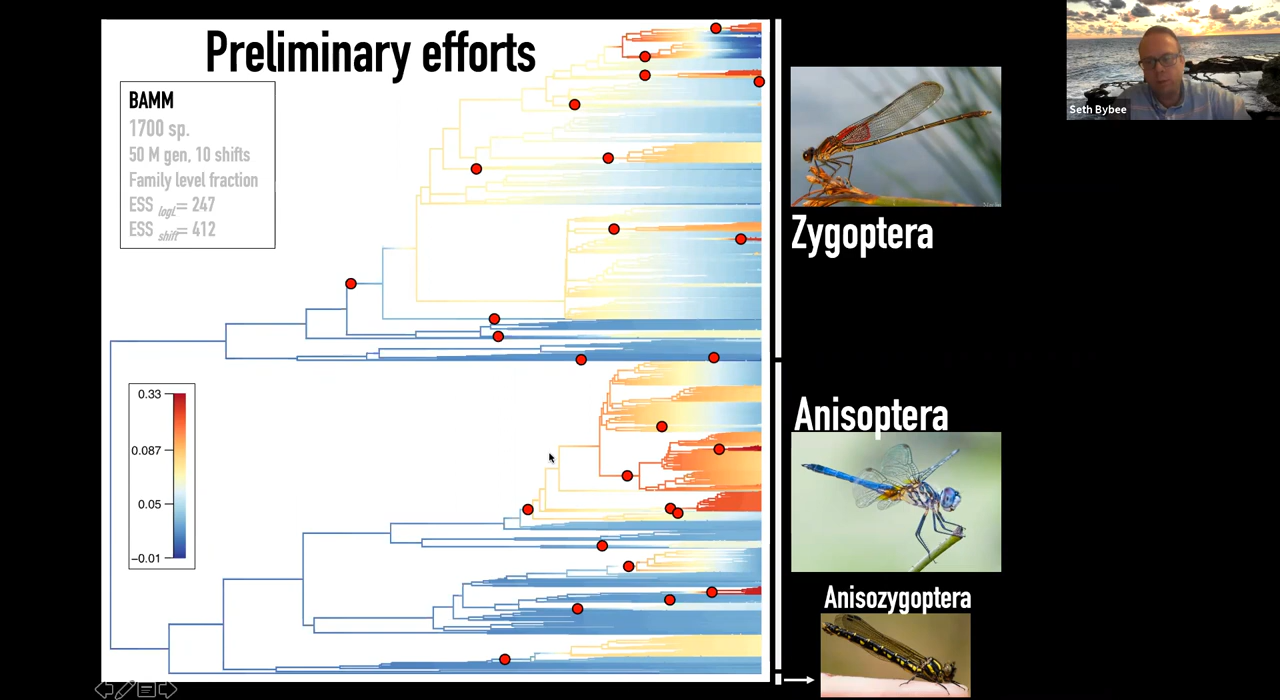 Preliminary efforts
BAMM
1700 sp.
50 M gen, 10 shifts
Family level fraction
ESS logL= 247
ESS shift= 412
0.33
0.087
0.05
−0.01
Zygoptera
Anisoptera
Anisozygoptera
Seth Bybee